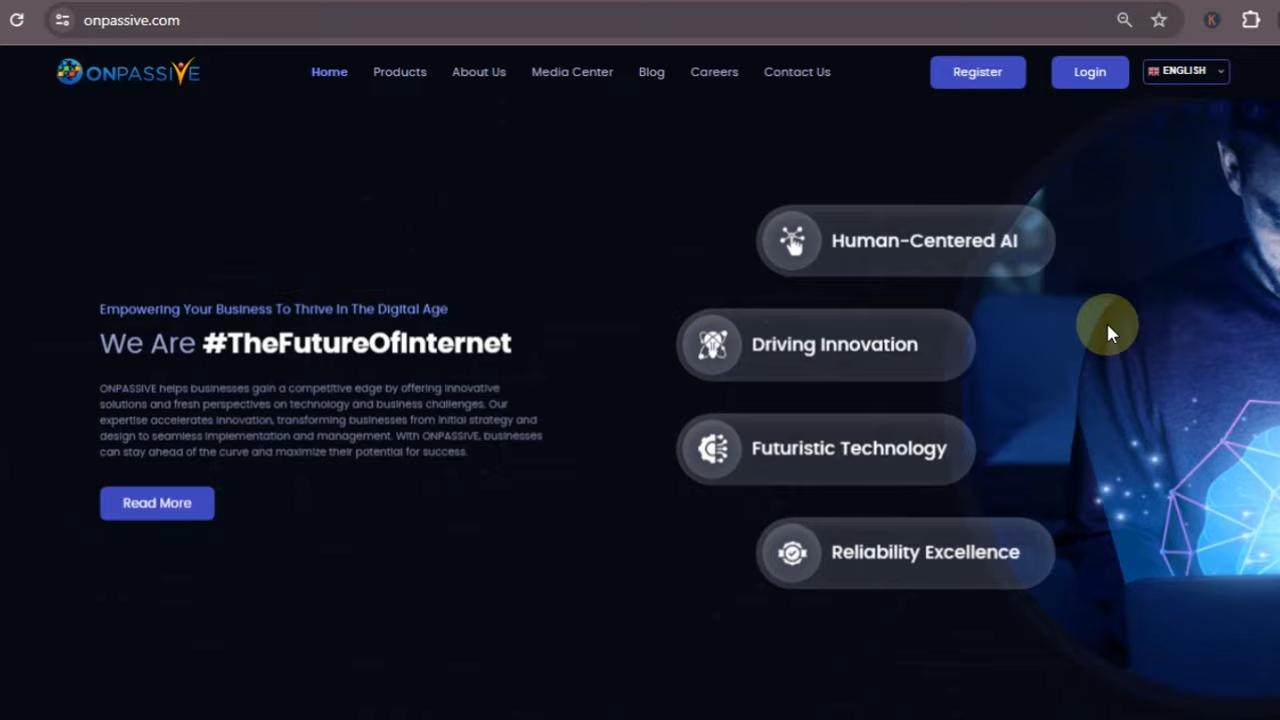 onpassive.com
K
ONPASSIVE
Home
Products
About Us
Media Center
Blog
Careers
Contact Us
Register
Login
ENGLISH
Empowering Your Business To Thrive In The Digital Age
We Are #TheFutureOfInternet
ONPASSIVE helps businesses gain a competitive edge by offering innovative
solutions and fresh perspectives on technology and business challenges. Our
expertise accelerates innovation, transforming businesses from initial strategy and
design to seamless implementation and management. With ONPASSIVE, businesses
can stay ahead of the curve and maximize their potential for success.
Read More
Human-Centered AI
Driving Innovation
Futuristic Technology
Reliability Excellence